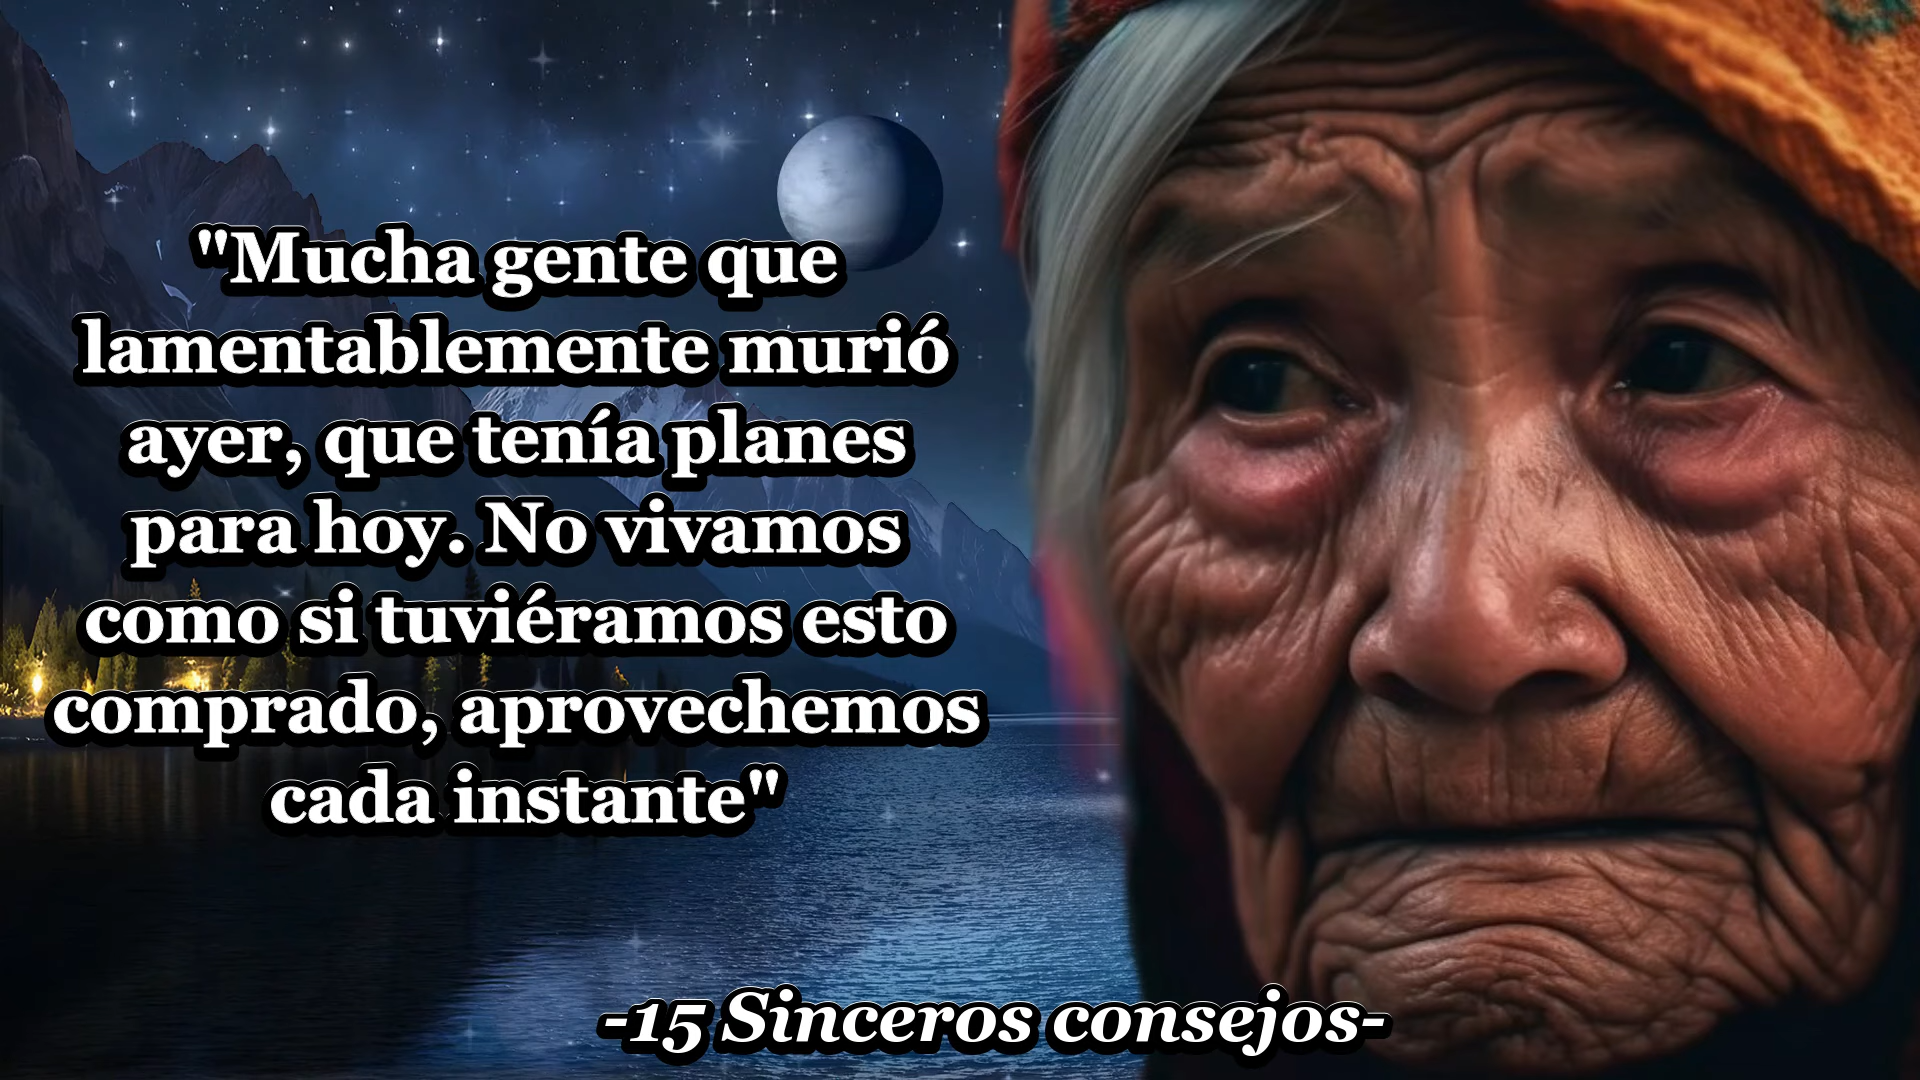 "Mucha gente que
lamentablemente murió
ayer, que tenía planes
para hoy. No vivamos
como si tuviéramos esto
comprado, aprovechemos
cada instante"
-15 Sinceros consejos-